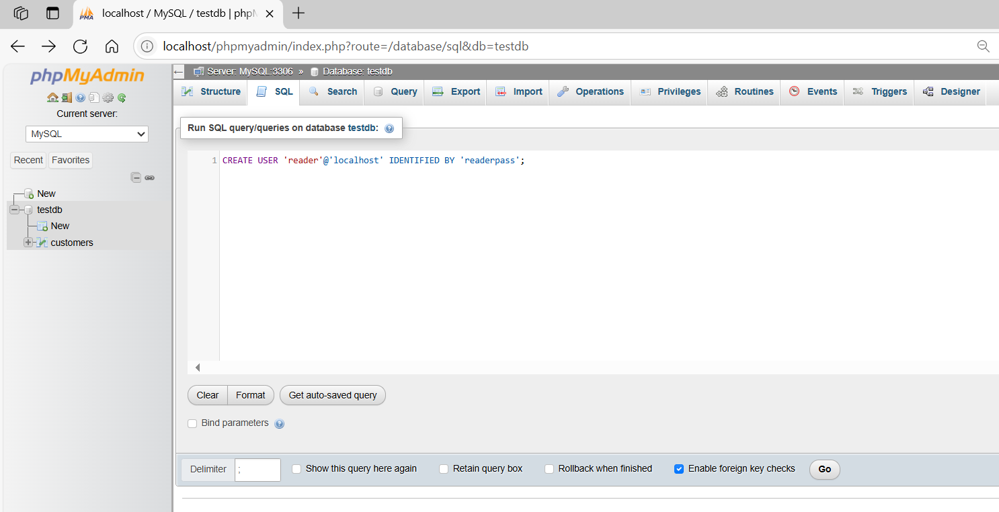 localhost / MySQL / testdb | php
localhost/phpmyadmin/index.php?route=/database/sql&db=testdb
phpMyAdmin
Current server:
MySQL
Recent Favorites
New
testdb
New
customers
Server: MySQL:3306 » Database: testdb
Structure SQL Search Query Export Import Operations Privileges Routines Events Triggers Designer
Run SQL query/queries on database testdb:
1 CREATE USER 'reader'@'localhost' IDENTIFIED BY 'readerpass';
Clear Format Get auto-saved query
Bind parameters
Delimiter ; Show this query here again Retain query box Rollback when finished Enable foreign key checks Go